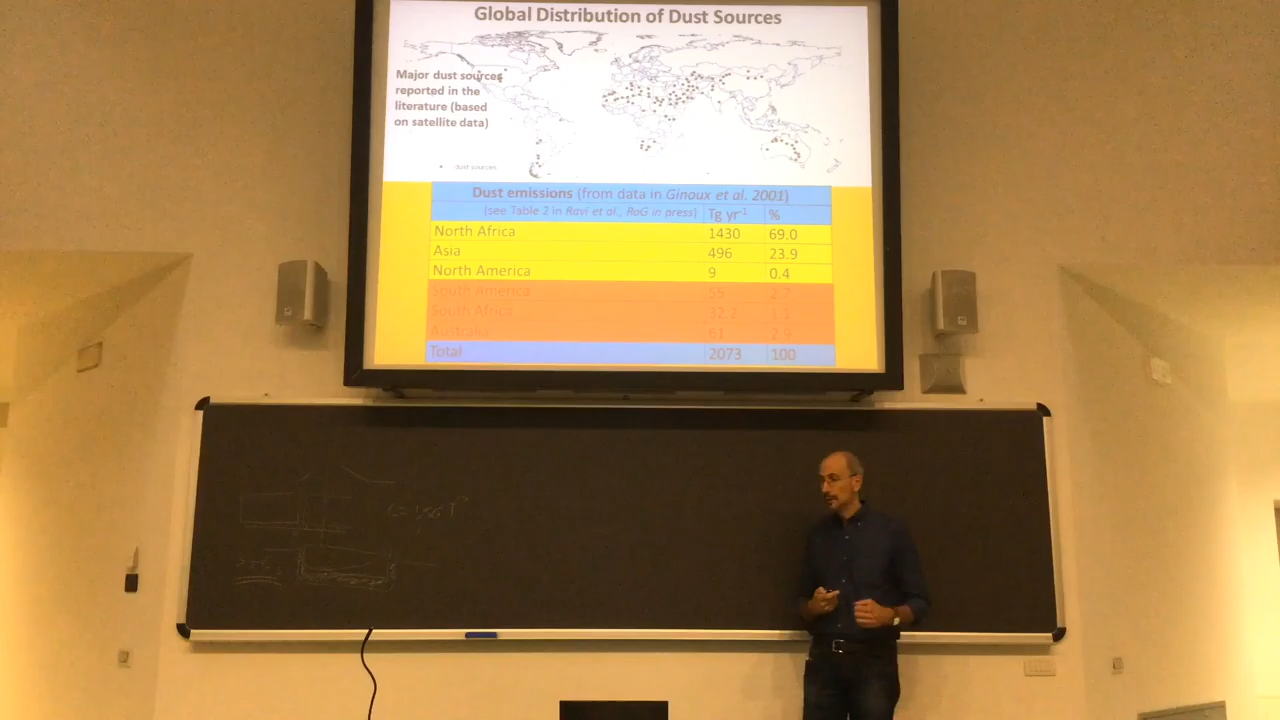 Global Distribution of Dust Sources
Major dust sources
reported in the
literature (based
on satellite data)
dust sources
Dust emissions (from data in Ginoux et al. 2001)
(see Table 2 in Ravi et al., RoG in press) Tg yr-1 %
North Africa 1430 69.0
Asia 496 23.9
North America 9 0.4
South America 55 2.7
South Africa 32.2 1.1
Australia 61 2.9
Total 2073 100